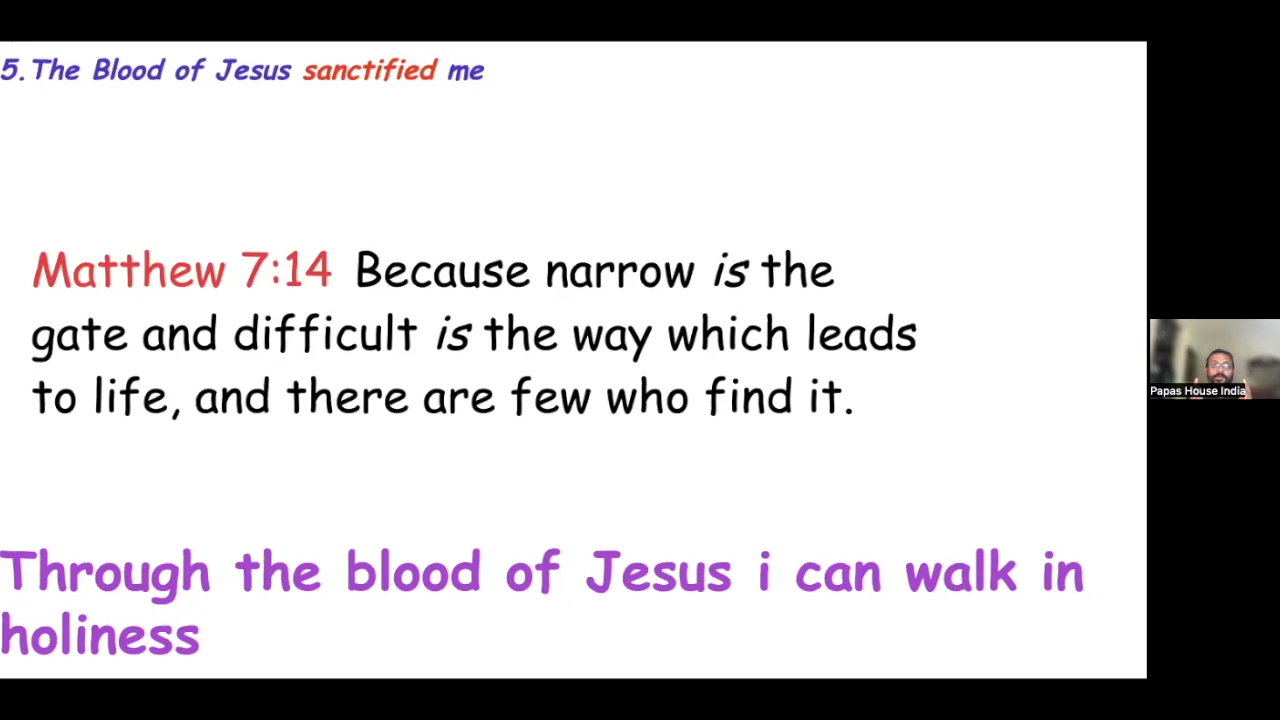 5. The Blood of Jesus sanctified me
Matthew 7:14 Because narrow is the
gate and difficult is the way which leads
to life, and there are few who find it.
Papas House India
Through the blood of Jesus i can walk in
holiness